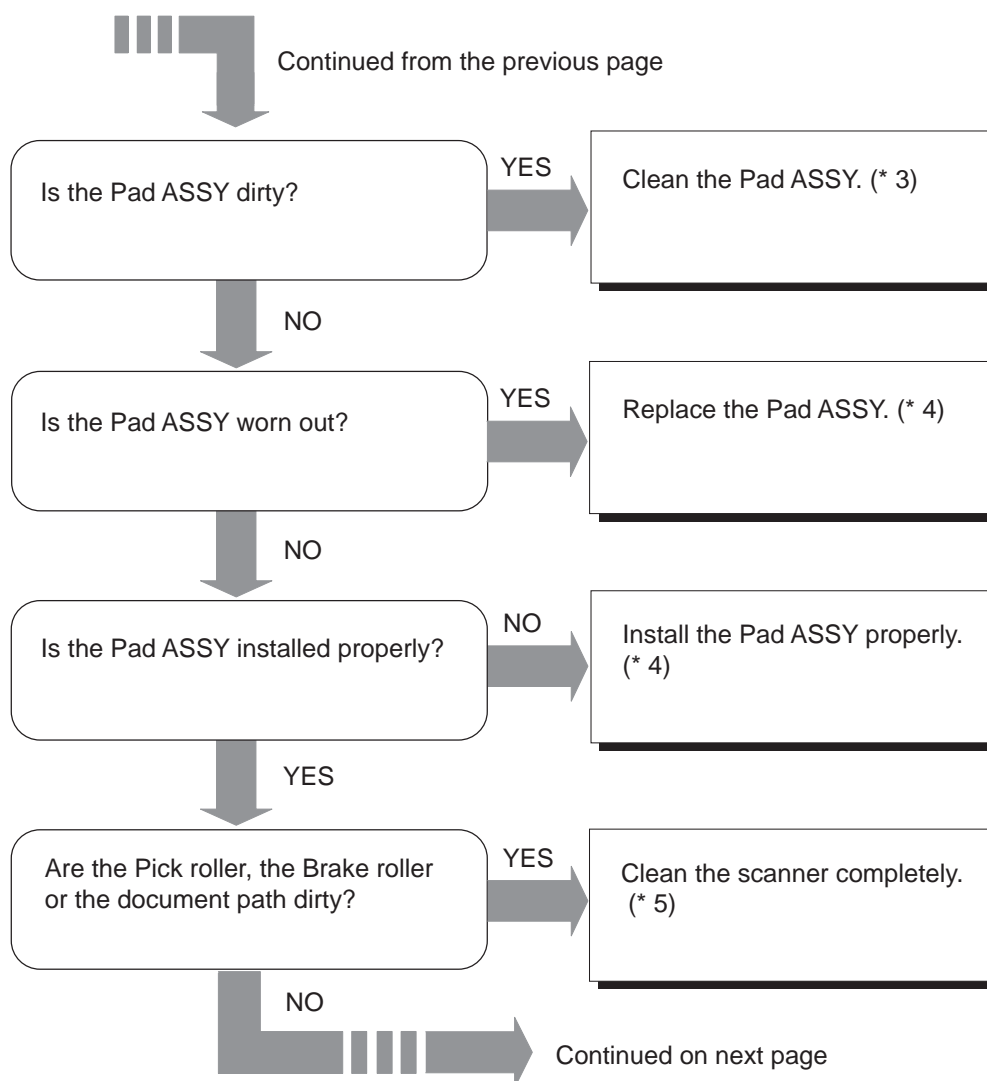 Continued from the previous page
Is the Pad ASSY dirty?
YES
Clean the Pad ASSY. (* 3)
NO
Is the Pad ASSY worn out?
YES
Replace the Pad ASSY. (* 4)
NO
Is the Pad ASSY installed properly?
NO
Install the Pad ASSY properly.
(* 4)
YES
Are the Pick roller, the Brake roller
or the document path dirty?
YES
Clean the scanner completely.
(* 5)
NO
Continued on next page